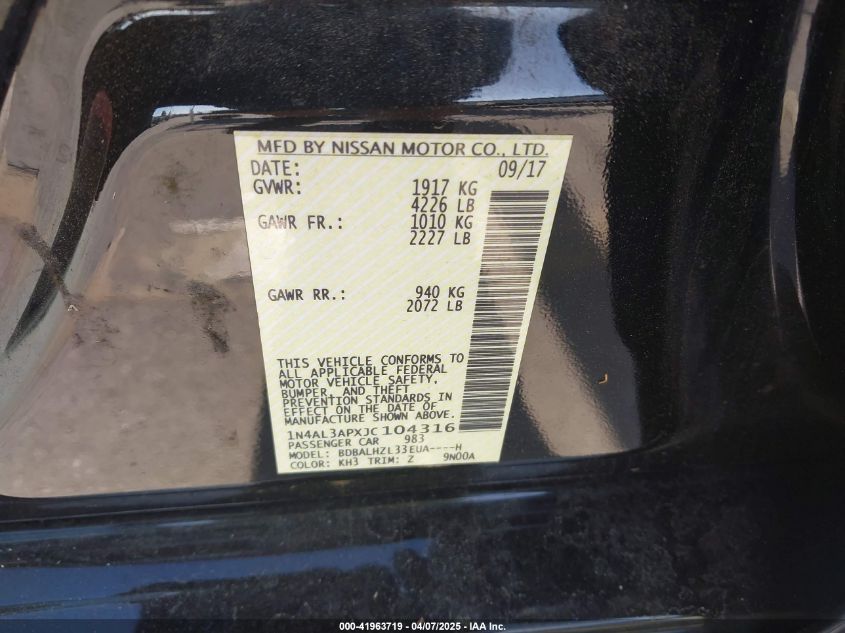 MFD BY NISSAN MOTOR CO., LTD.
DATE: 09/17
GVWR: 1917 KG
4226 LB
GAWR FR.: 1010 KG
2227 LB
GAWR RR.: 940 KG
2072 LB
THIS VEHICLE CONFORMS TO
ALL APPLICABLE FEDERAL
MOTOR VEHICLE SAFETY,
BUMPER, AND THEFT
PREVENTION STANDARDS IN
EFFECT ON THE DATE OF
MANUFACTURE SHOWN ABOVE.
1N4AL3APXJC104316
PASSENGER CAR 983
MODEL: BDBALHZL33EUA----H
COLOR: KH3 TRIM: Z 9N00A
000-41963719 - 04/07/2025 - IAA Inc.